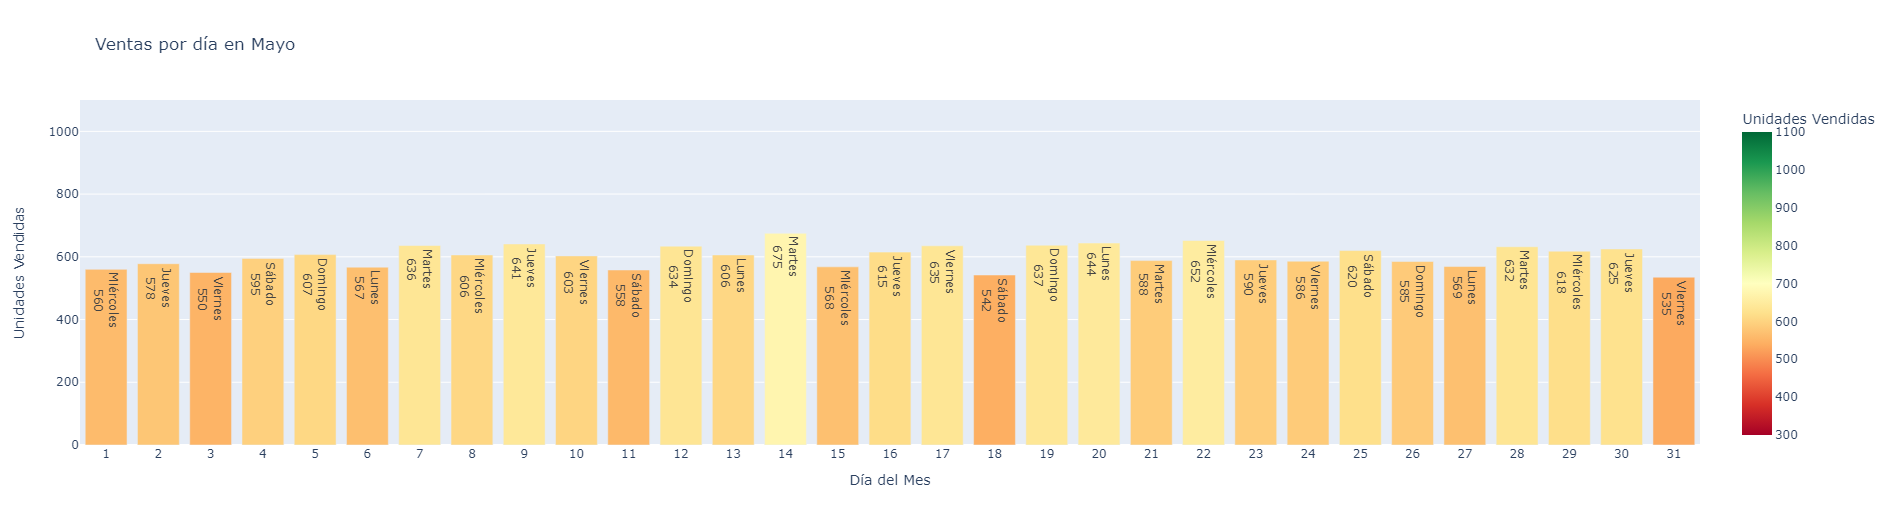 Ventas por día en Mayo
Unidades Vendidas
1000
800
600
400
200
0
Miércoles
560
Jueves
578
Viernes
550
Sábado
595
Domingo
607
Lunes
567
Martes
636
Miércoles
606
Jueves
641
Viernes
603
Sábado
558
Domingo
634
Lunes
606
Martes
675
Miércoles
568
Jueves
615
Viernes
635
Sábado
542
Domingo
637
Lunes
644
Martes
588
Miércoles
652
Jueves
590
Viernes
586
Sábado
620
Domingo
585
Lunes
569
Martes
632
Miércoles
618
Jueves
625
Viernes
535
1 2 3 4 5 6 7 8 9 10 11 12 13 14 15 16 17 18 19 20 21 22 23 24 25 26 27 28 29 30 31
Día del Mes
Unidades Vendidas
1100
1000
900
800
700
600
500
400
300